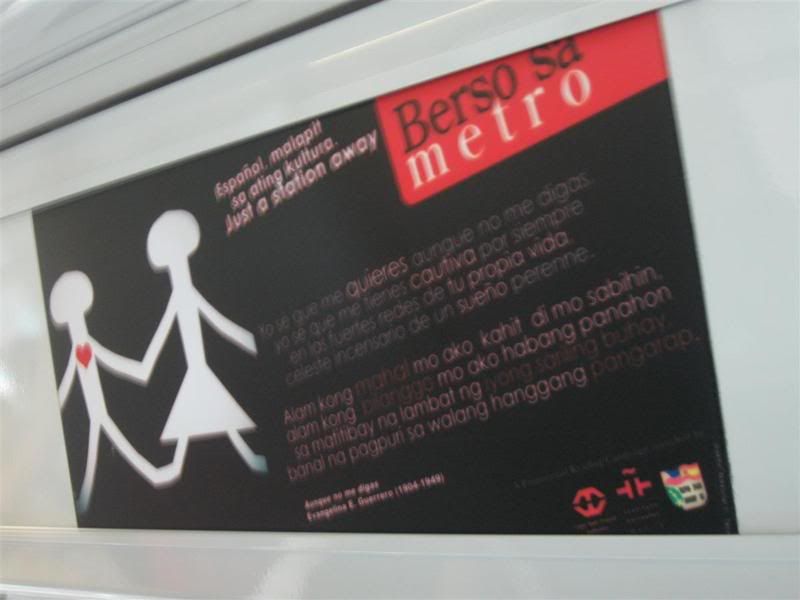 Berso sa
metro
Español, malapit
sa ating kultura.
Just a station away
Yo sé que me quieres aunque no me digas,
yo sé que me tienes cautiva por siempre
en las fuertes redes de tu propia vida,
celeste incensario de un sueño perenne.
Alam kong mahal mo ako, kahit di mo sabihin,
alam kong bilanggo mo ako habang panahon
sa matitibay na lambat ng iyong sariling buhay,
banal na pagpuri sa walang hanggang pangarap.
Aunque no me digas
Evangelina E. Guerrero (1904-1949)